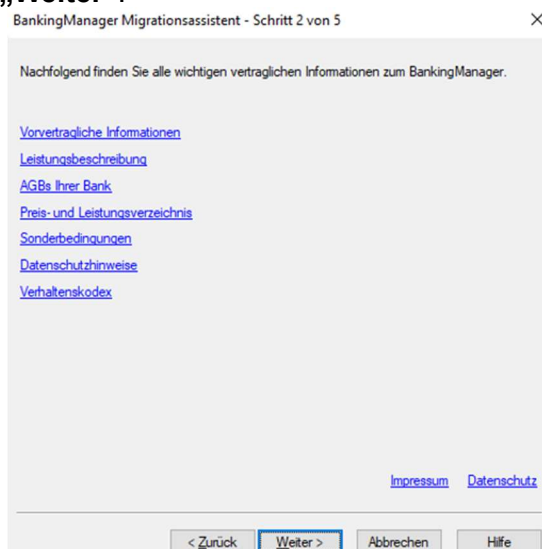 „Weiter“.
BankingManager Migrationsassistent - Schritt 2 von 5
Nachfolgend finden Sie alle wichtigen vertraglichen Informationen zum BankingManager.
Vorvertragliche Informationen
Leistungsbeschreibung
AGBs Ihrer Bank
Preis- und Leistungsverzeichnis
Sonderbedingungen
Datenschutzhinweise
Verhaltenskodex
Impressum Datenschutz
< Zurück Weiter > Abbrechen Hilfe